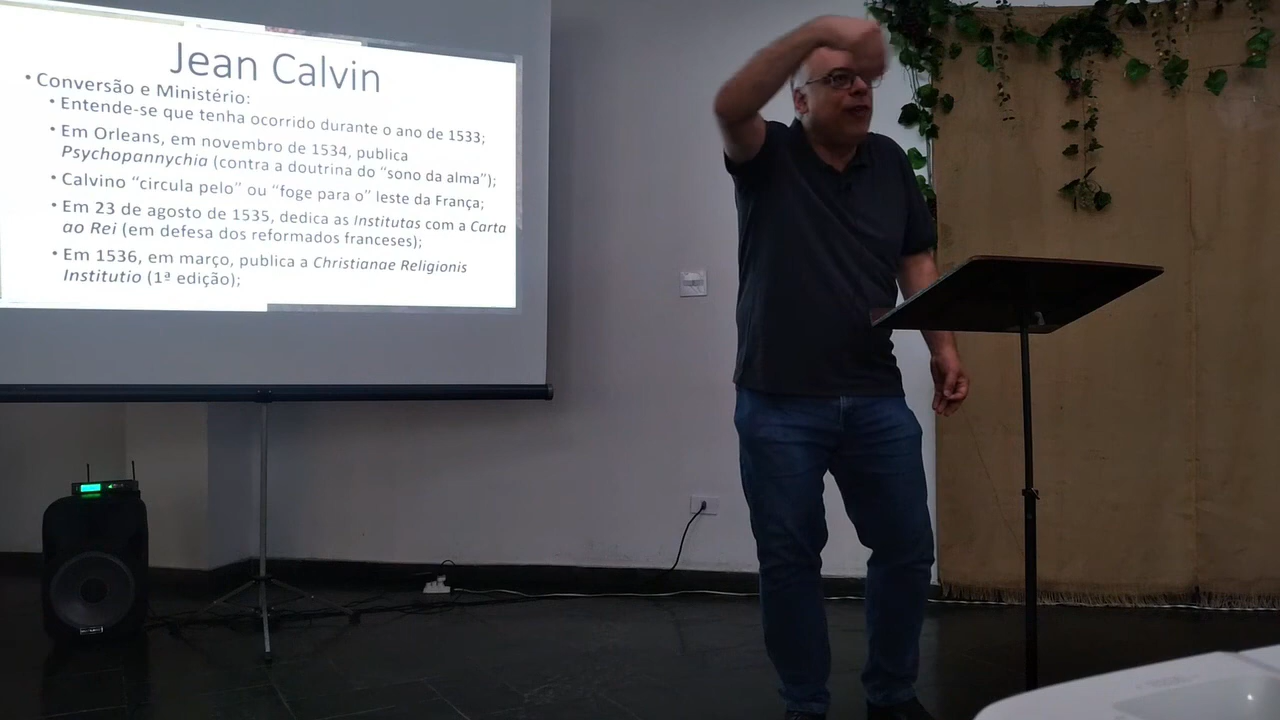 Jean Calvin
• Conversão e Ministério:
• Entende-se que tenha ocorrido durante o ano de 1533;
• Em Orleans, em novembro de 1534, publica
Psychopannychia (contra a doutrina do “sono da alma”);
• Calvino “circula pelo” ou “foge para o” leste da França;
• Em 23 de agosto de 1535, dedica as Institutas com a Carta
ao Rei (em defesa dos reformados franceses);
• Em 1536, em março, publica a Christianae Religionis
Institutio (1ª edição);